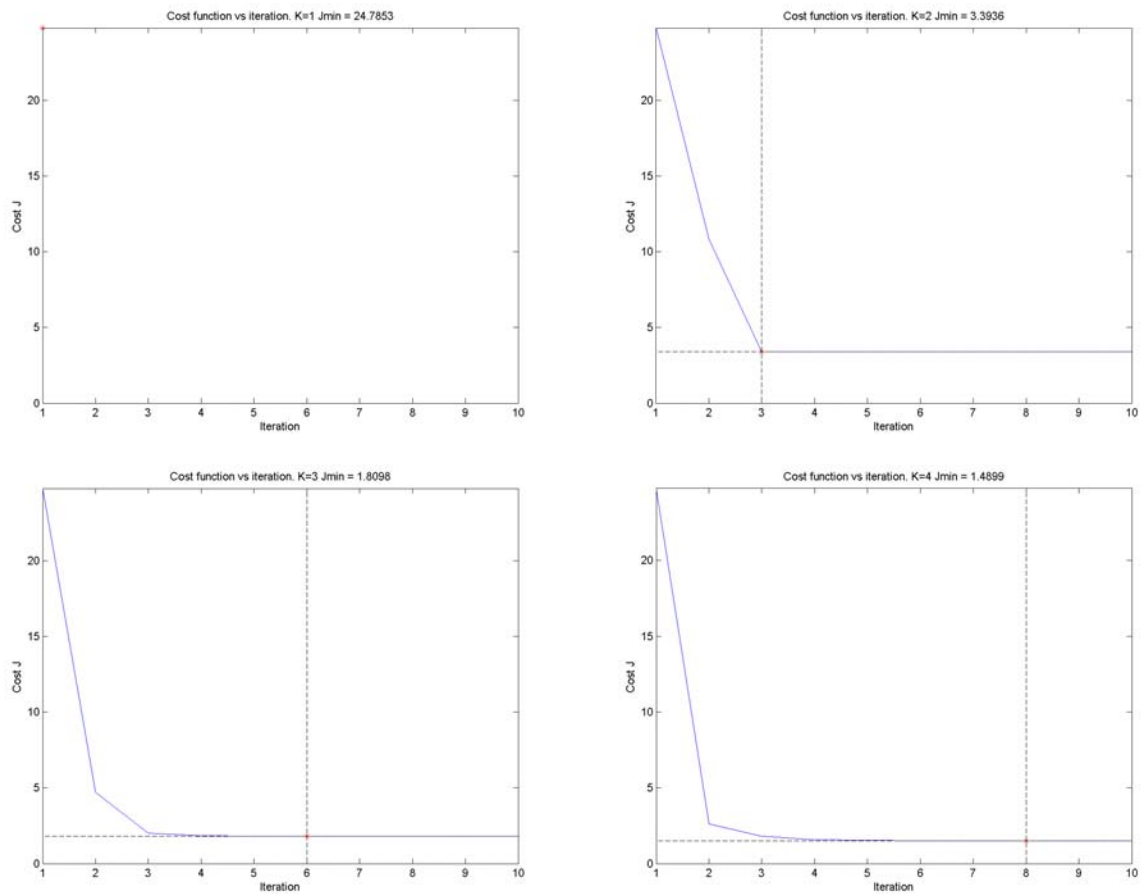 Cost function vs iteration. K=1 Jmin = 24.7853
20
15
10
5
0
Cost J
1 2 3 4 5 6 7 8 9 10
Iteration
Cost function vs iteration. K=2 Jmin = 3.3936
20
15
10
5
0
Cost J
1 2 3 4 5 6 7 8 9 10
Iteration
Cost function vs iteration. K=3 Jmin = 1.8098
20
15
10
5
0
Cost J
1 2 3 4 5 6 7 8 9 10
Iteration
Cost function vs iteration. K=4 Jmin = 1.4899
20
15
10
5
0
Cost J
1 2 3 4 5 6 7 8 9 10
Iteration